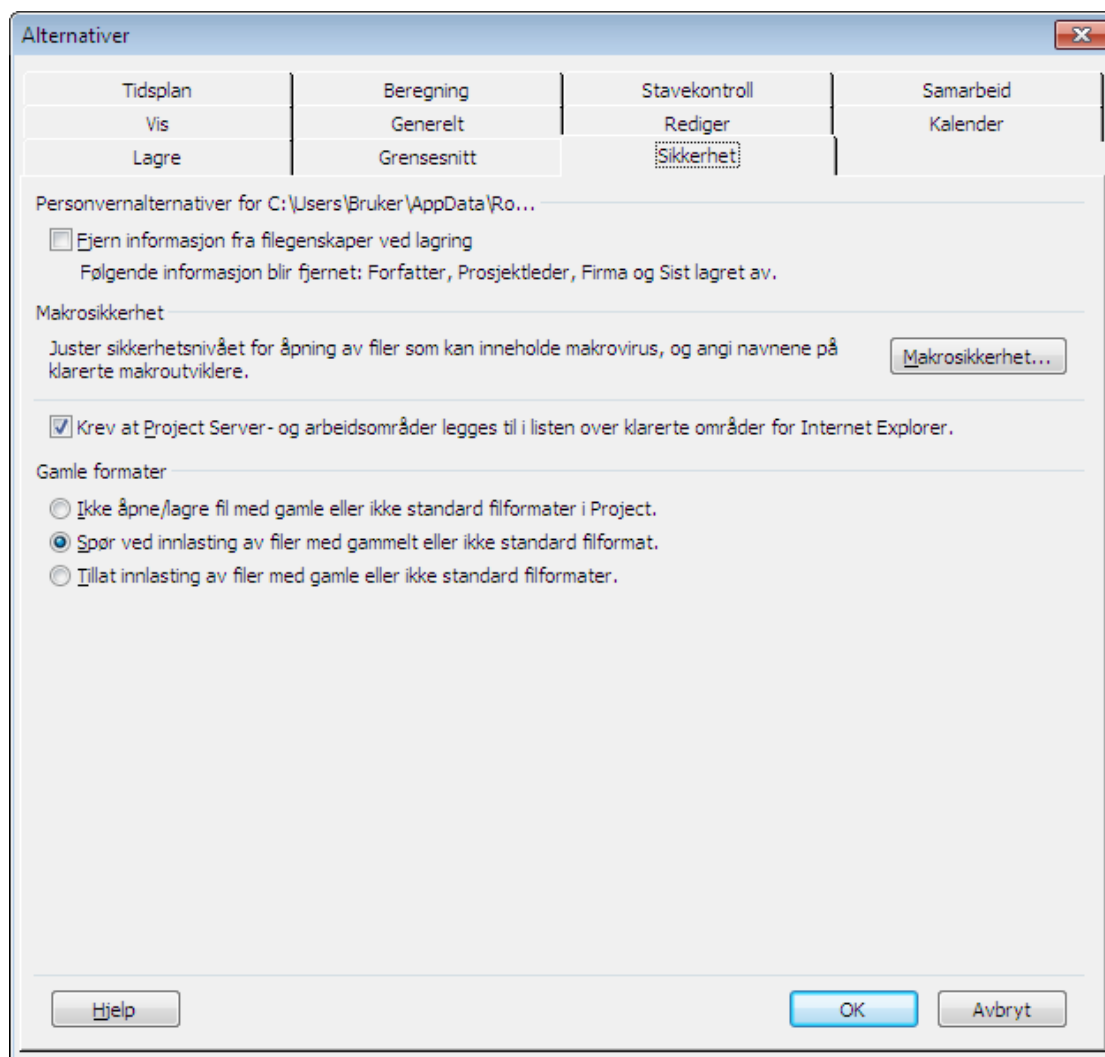 Alternativer
Tidsplan Beregning Stavekontroll Samarbeid
Vis Generelt Rediger Kalender
Lagre Grensesnitt Sikkerhet
Personvernalternativer for C:\Users\Bruker\AppData\Ro...
Fjern informasjon fra filegenskaper ved lagring
Følgende informasjon blir fjernet: Forfatter, Prosjektleder, Firma og Sist lagret av.
Makrosikkerhet
Juster sikkerhetsnivået for åpning av filer som kan inneholde makrovirus, og angi navnene på
klarerte makroutviklere.
Makrosikkerhet...
Krev at Project Server- og arbeidsområder legges til i listen over klarerte områder for Internet Explorer.
Gamle formater
Ikke åpne/lagre fil med gamle eller ikke standard filformater i Project.
Spør ved innlasting av filer med gammelt eller ikke standard filformat.
Tillat innlasting av filer med gamle eller ikke standard filformater.
Hjelp OK Avbryt